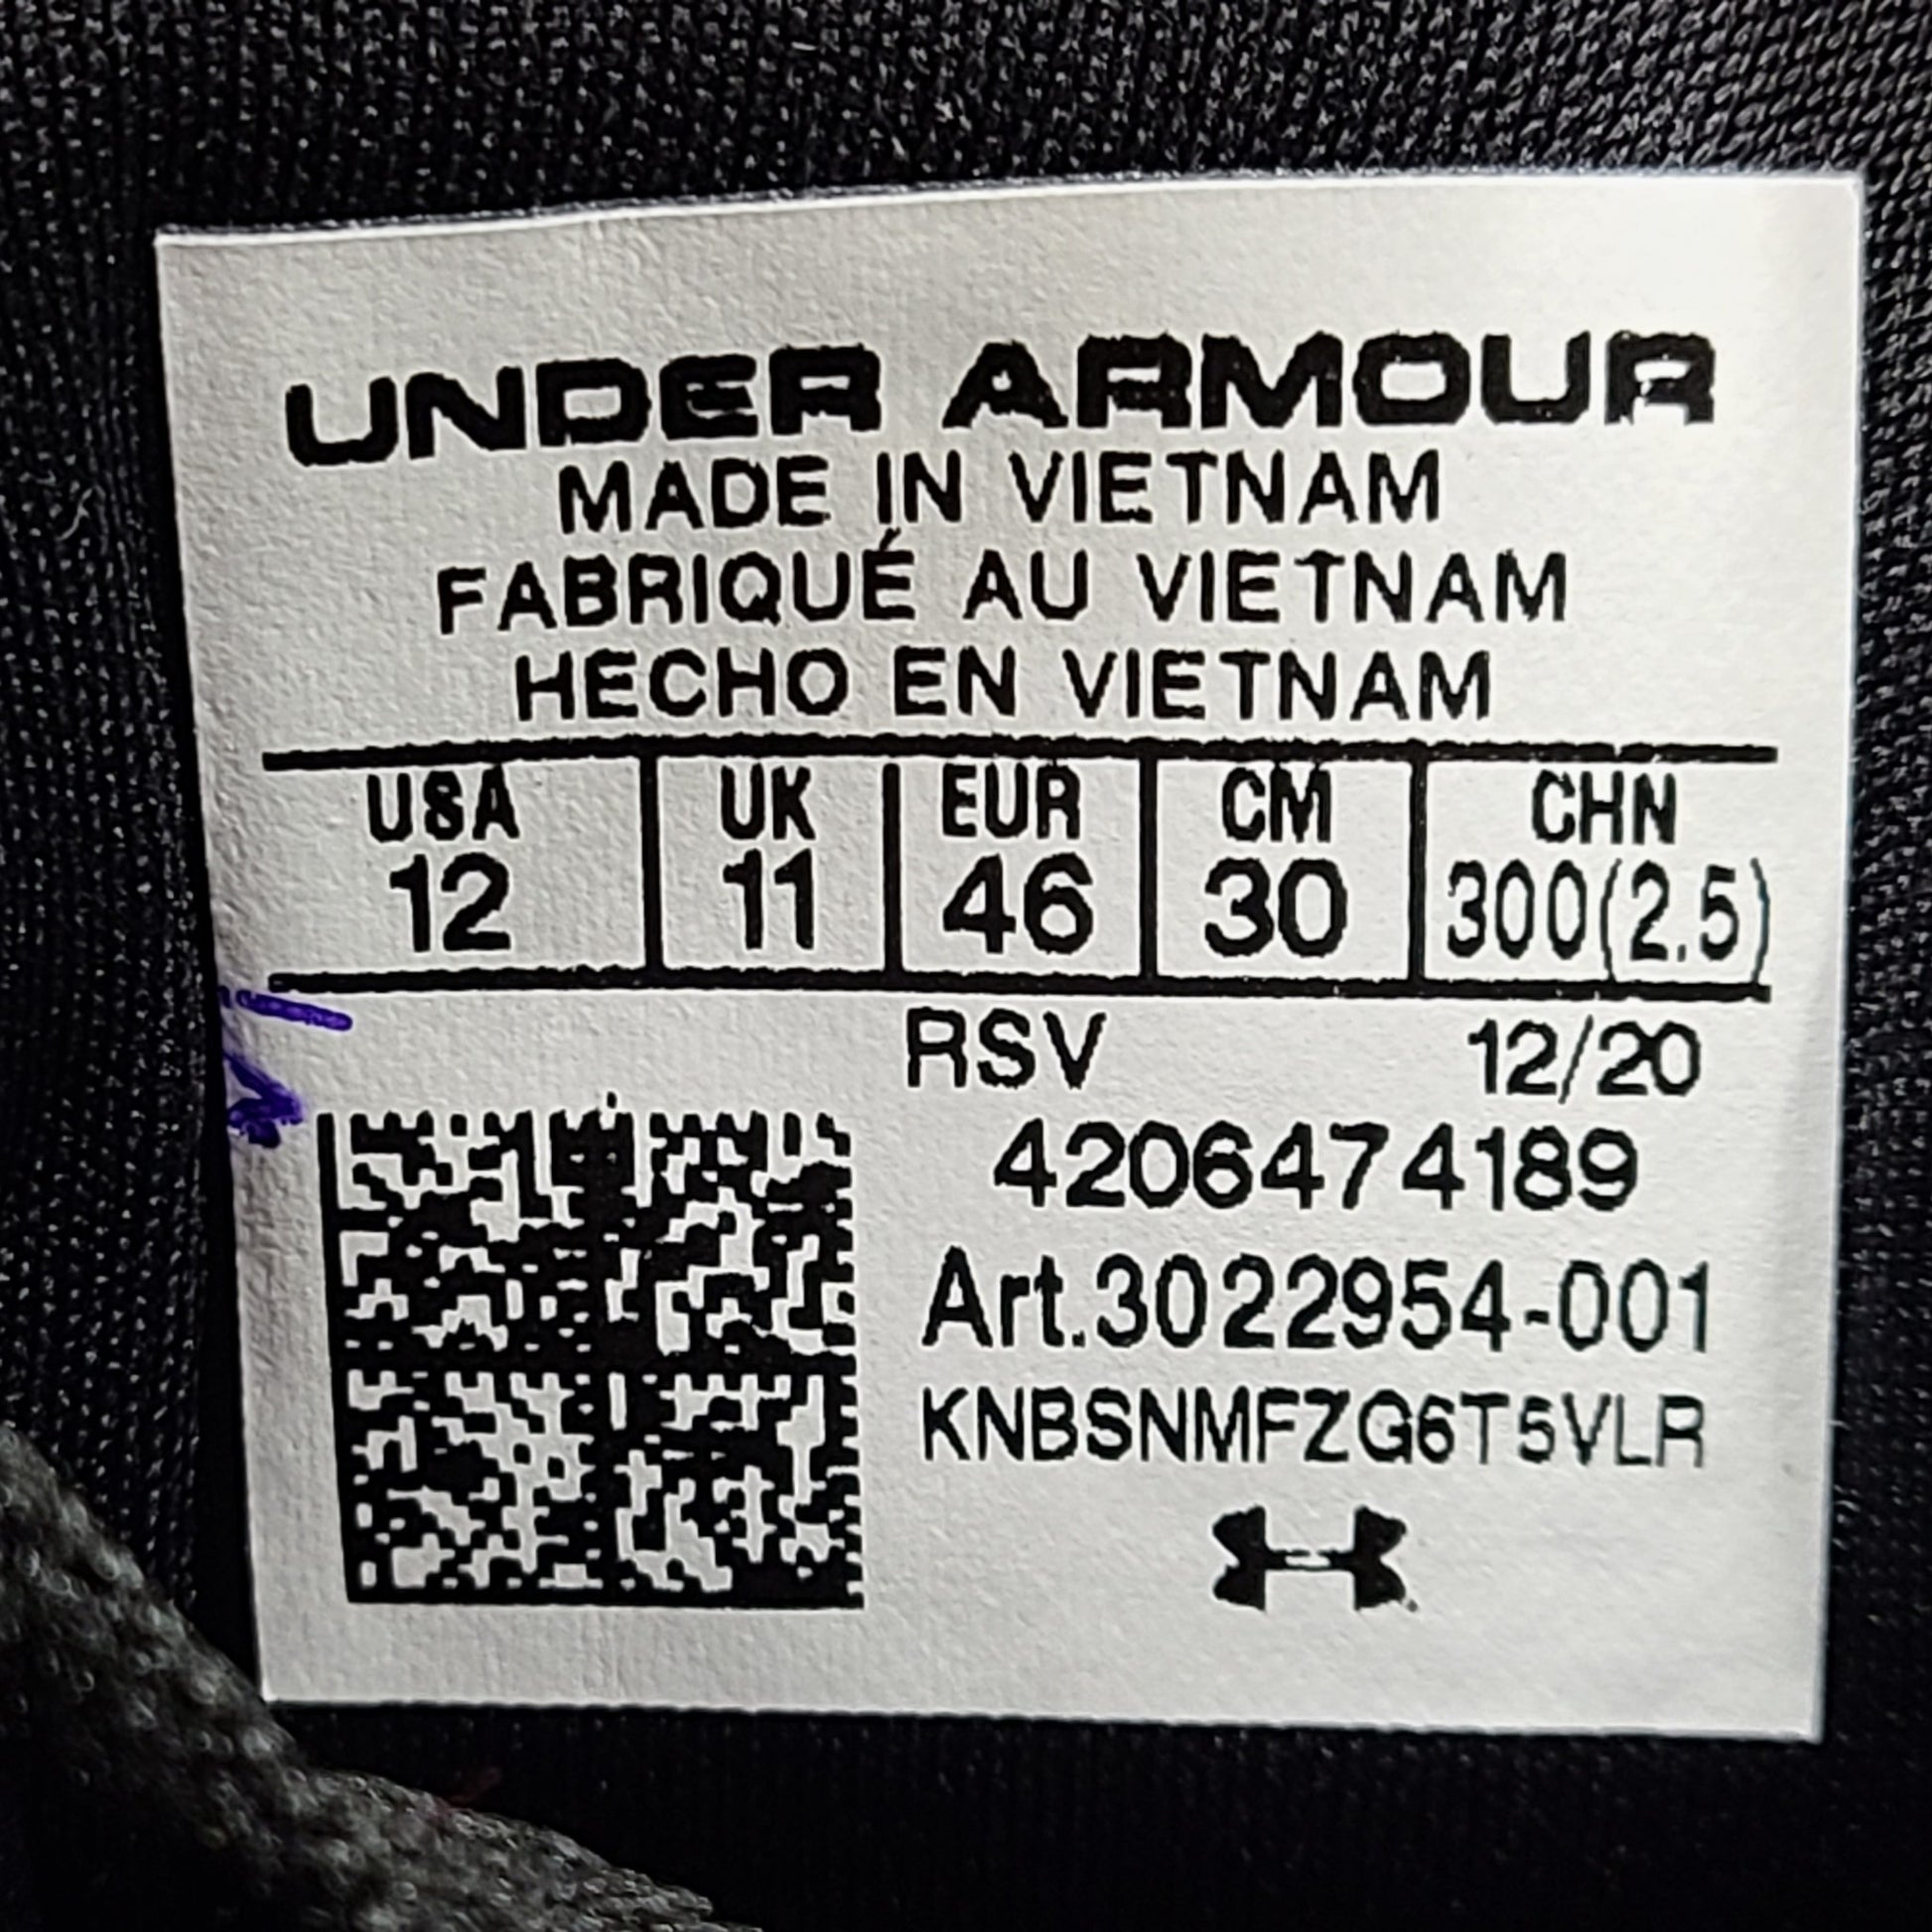 UNDER ARMOUR
MADE IN VIETNAM
FABRIQUÉ AU VIETNAM
HECHO EN VIETNAM
USA UK EUR CM CHN
12 11 46 30 300(2.5)
RSV 12/20
4206474189
Art.3022954-001
KNBSNMFZG6T5VLR